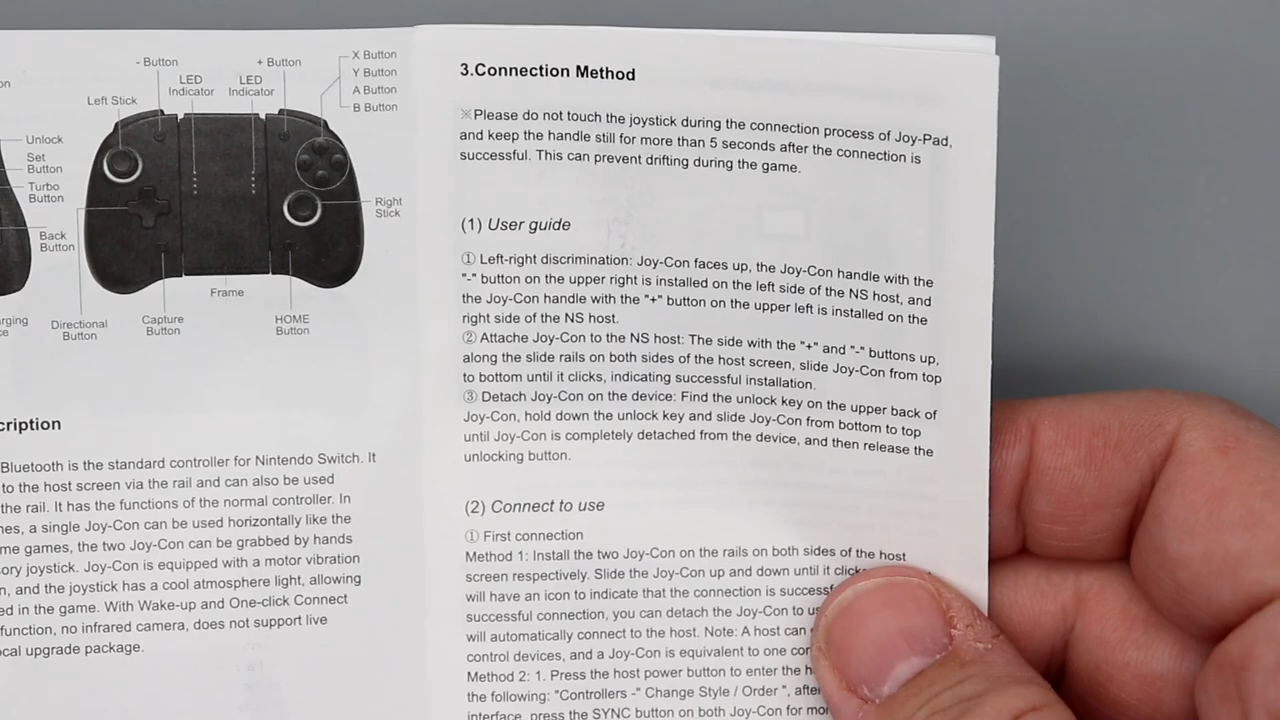 - Button
+ Button
X Button
Y Button
A Button
B Button
LED
Indicator
LED
Indicator
Left Stick
Unlock
Set
Button
Turbo
Button
Back
Button
Right
Stick
Frame
Directional
Button
Capture
Button
HOME
Button
Bluetooth is the standard controller for Nintendo Switch. It
to the host screen via the rail and can also be used
the rail. It has the functions of the normal controller. In
a single Joy-Con can be used horizontally like the
games, the two Joy-Con can be grabbed by hands
joystick. Joy-Con is equipped with a motor vibration
and the joystick has a cool atmosphere light, allowing
in the game. With Wake-up and One-click Connect
function, no infrared camera, does not support live
upgrade package.
3.Connection Method
※Please do not touch the joystick during the connection process of Joy-Pad,
and keep the handle still for more than 5 seconds after the connection is
successful. This can prevent drifting during the game.
(1) User guide
① Left-right discrimination: Joy-Con faces up, the Joy-Con handle with the
"-" button on the upper right is installed on the left side of the NS host, and
the Joy-Con handle with the "+" button on the upper left is installed on the
right side of the NS host.
② Attache Joy-Con to the NS host: The side with the "+" and "-" buttons up,
along the slide rails on both sides of the host screen, slide Joy-Con from top
to bottom until it clicks, indicating successful installation.
③ Detach Joy-Con on the device: Find the unlock key on the upper back of
Joy-Con, hold down the unlock key and slide Joy-Con from bottom to top
until Joy-Con is completely detached from the device, and then release the
unlocking button.
(2) Connect to use
① First connection
Method 1: Install the two Joy-Con on the rails on both sides of the host
screen respectively. Slide the Joy-Con up and down until it
will have an icon to indicate that the connection is
successful connection, you can detach the Joy-Con to
will automatically connect to the host. Note: A host can
control devices, and a Joy-Con is equivalent to one
Method 2: 1. Press the host power button to enter the
the following: "Controllers -" Change Style / Order ",
interface, press the SYNC button on both Joy-Con for